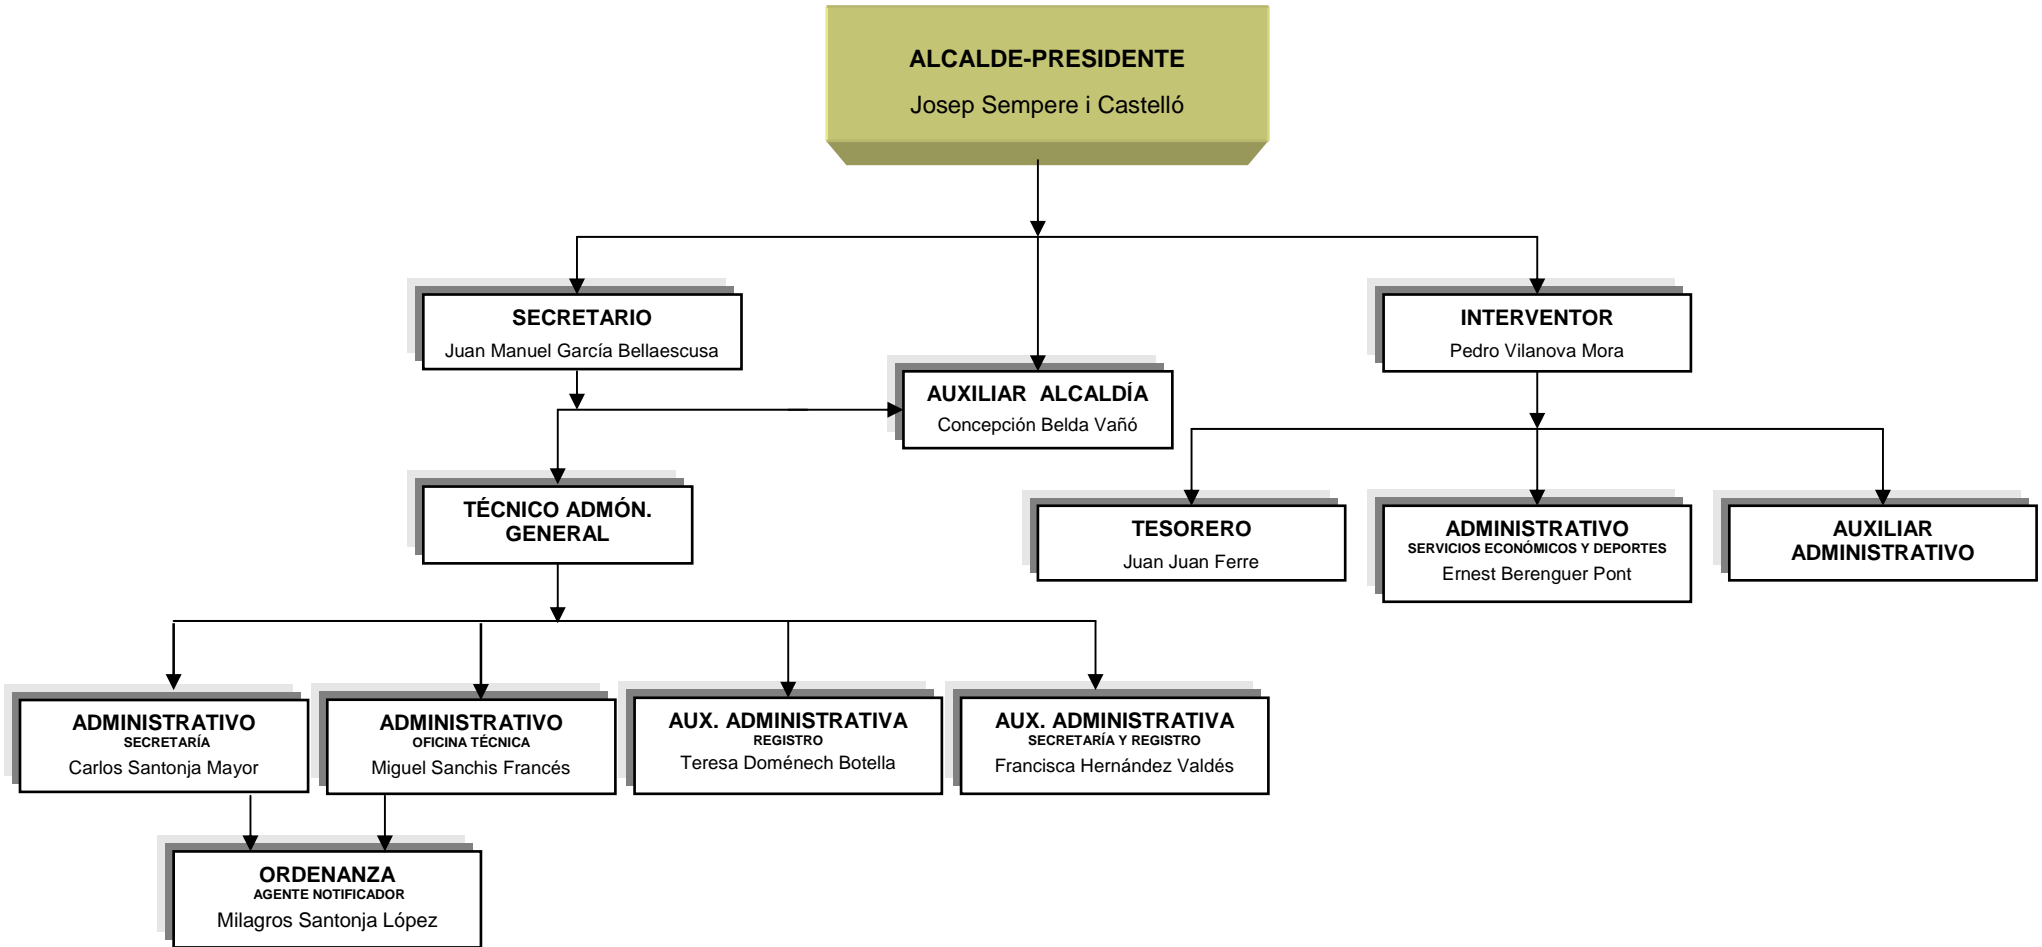 ALCALDE-PRESIDENTE
Josep Sempere i Castelló
SECRETARIO
Juan Manuel García Bellaescusa
INTERVENTOR
Pedro Vilanova Mora
AUXILIAR ALCALDÍA
Concepción Belda Vañó
TÉCNICO ADMÓN.
GENERAL
TESORERO
Juan Juan Ferre
ADMINISTRATIVO
SERVICIOS ECONÓMICOS Y DEPORTES
Ernest Berenguer Pont
AUXILIAR
ADMINISTRATIVO
ADMINISTRATIVO
SECRETARÍA
Carlos Santonja Mayor
ADMINISTRATIVO
OFICINA TÉCNICA
Miguel Sanchis Francés
AUX. ADMINISTRATIVA
REGISTRO
Teresa Doménech Botella
AUX. ADMINISTRATIVA
SECRETARÍA Y REGISTRO
Francisca Hernández Valdés
ORDENANZA
AGENTE NOTIFICADOR
Milagros Santonja López